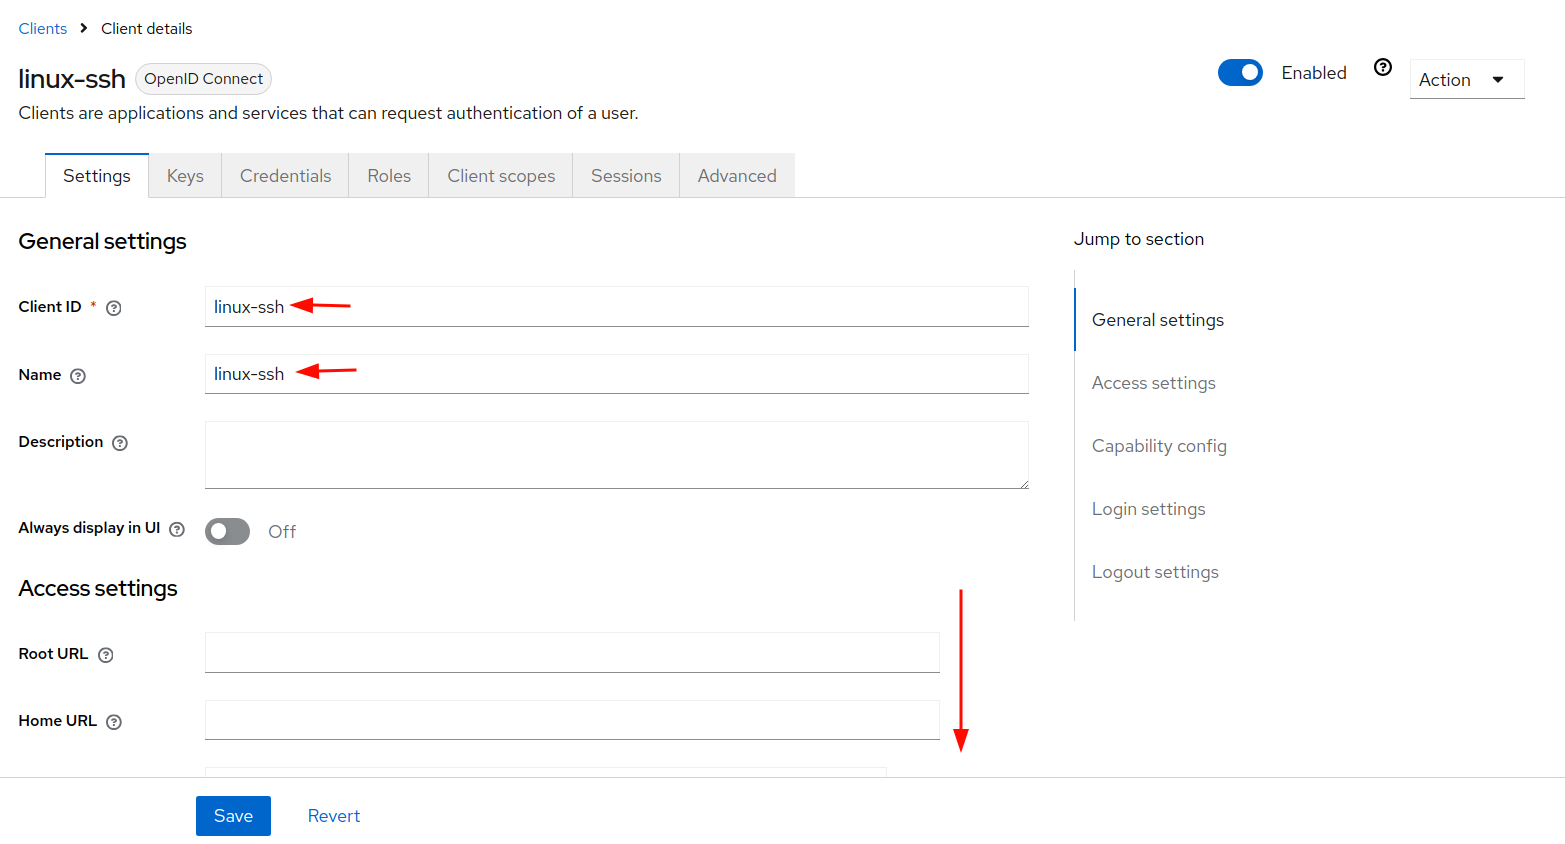 Clients > Client details
linux-ssh OpenID Connect
Enabled
Action
Clients are applications and services that can request authentication of a user.
Settings Keys Credentials Roles Client scopes Sessions Advanced
General settings
Client ID * linux-ssh
Name linux-ssh
Description
Always display in UI Off
Access settings
Root URL
Home URL
Jump to section
General settings
Access settings
Capability config
Login settings
Logout settings
Save Revert